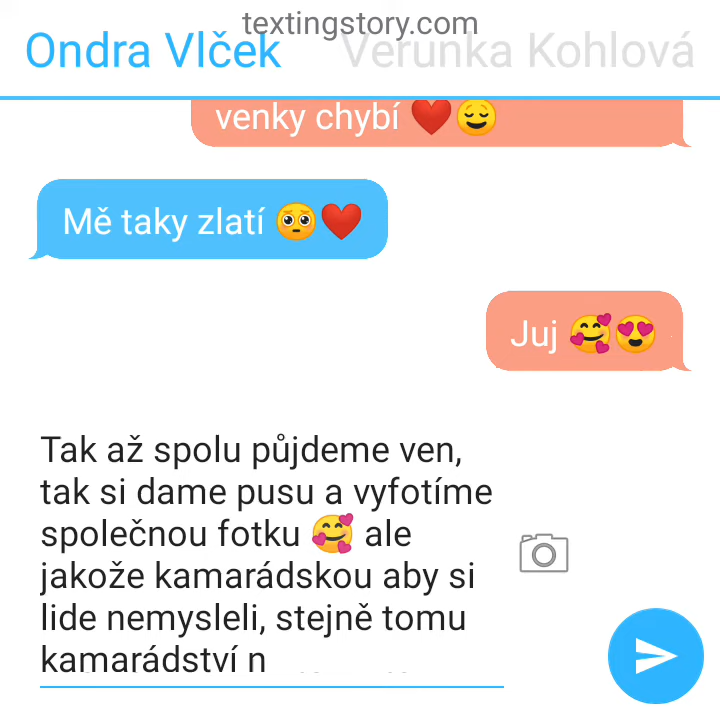 textingstory.com
Ondra Vlček Verunka Kohlová
venky chybí ❤️😌
Mě taky zlatí 🥺❤️
Juj 🥰😍
Tak až spolu půjdeme ven,
tak si dame pusu a vyfotíme
společnou fotku 🥰 ale
jakože kamarádskou aby si
lide nemysleli, stejně tomu
kamarádství n